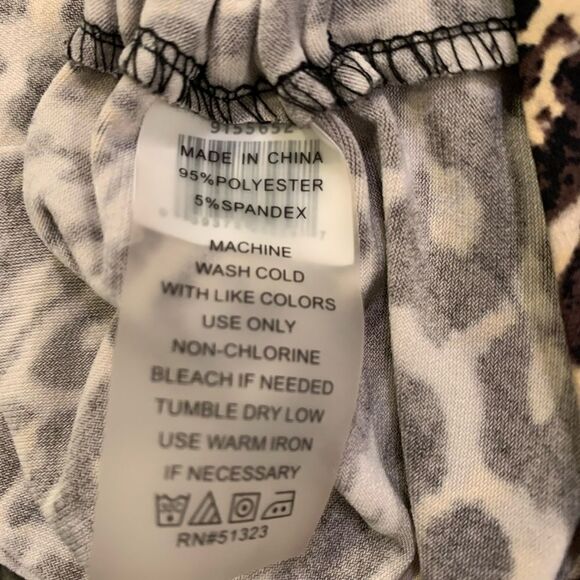 9155652
MADE IN CHINA
95%POLYESTER
5%SPANDEX
MACHINE
WASH COLD
WITH LIKE COLORS
USE ONLY
NON-CHLORINE
BLEACH IF NEEDED
TUMBLE DRY LOW
USE WARM IRON
IF NECESSARY
RN#51323